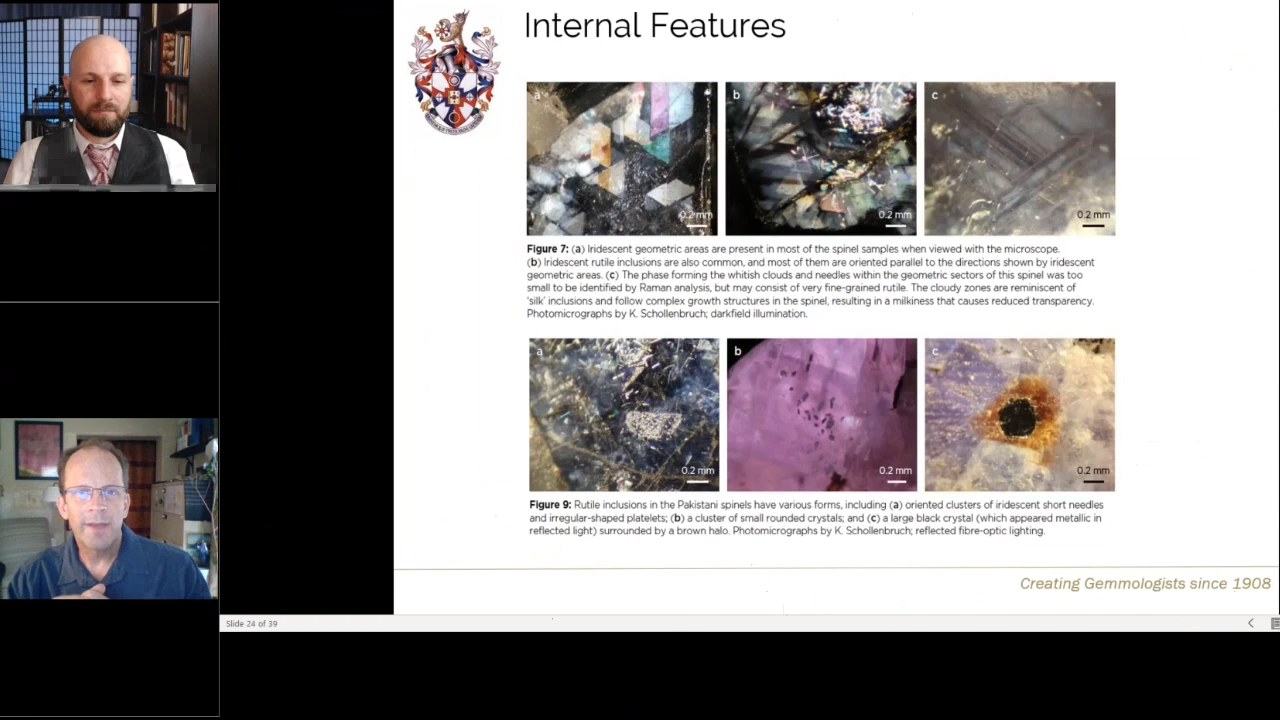 Internal Features
a
b
c
0.2 mm
0.2 mm
0.2 mm
Figure 7: (a) Iridescent geometric areas are present in most of the spinel samples when viewed with the microscope.
(b) Iridescent rutile inclusions are also common, and most of them are oriented parallel to the directions shown by iridescent
geometric areas. (c) The phase forming the whitish clouds and needles within the geometric sectors of this spinel was too
small to be identified by Raman analysis, but may consist of very fine-grained rutile. The cloudy zones are reminiscent of
'silk' inclusions and follow complex growth structures in the spinel, resulting in a milkiness that causes reduced transparency.
Photomicrographs by K. Schollenbruch; darkfield illumination.
a
b
c
0.2 mm
0.2 mm
0.2 mm
Figure 9: Rutile inclusions in the Pakistani spinels have various forms, including (a) oriented clusters of iridescent short needles
and irregular-shaped platelets; (b) a cluster of small rounded crystals; and (c) a large black crystal (which appeared metallic in
reflected light) surrounded by a brown halo. Photomicrographs by K. Schollenbruch; reflected fibre-optic lighting.
Creating Gemmologists since 1908
Slide 24 of 39